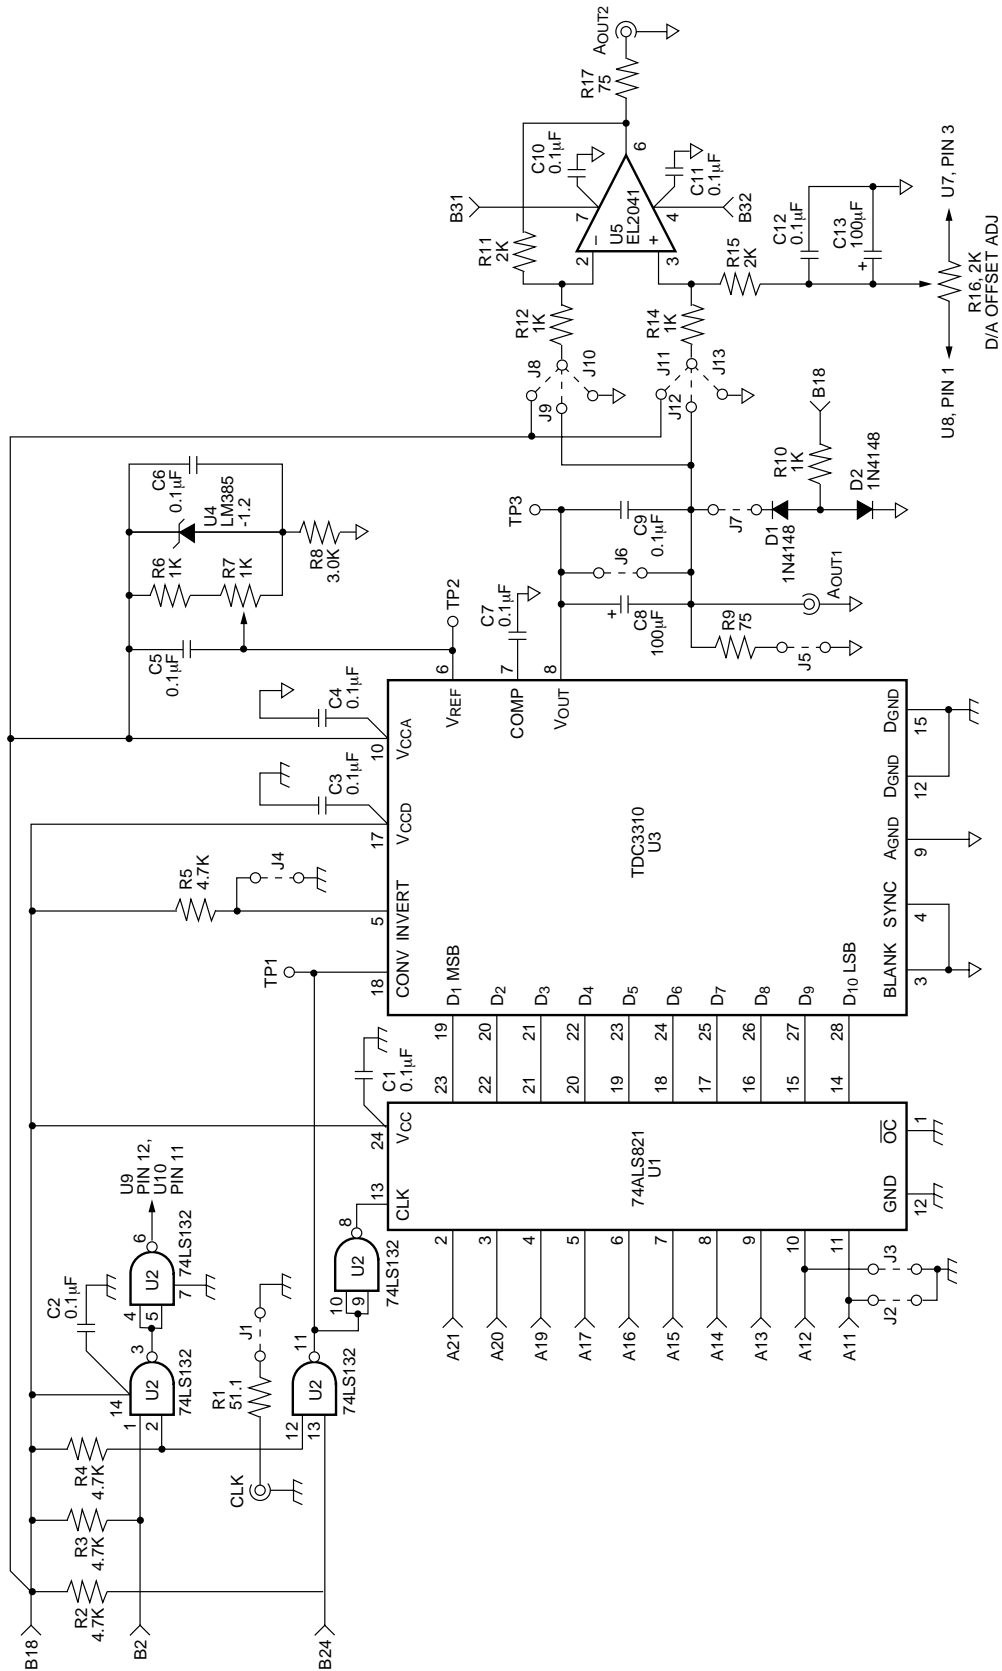 B18
R2
4.7K
R3
4.7K
R4
4.7K
B2
B24
14
1
2
3
U2
74LS132
C2
0.1µF
4
5
6
7
U2
74LS132
U9
PIN 12,
U10
PIN 11
CLK
R1
51.1
J1
12
13
11
U2
74LS132
10
9
8
U2
74LS132
A21
A20
A19
A17
A16
A15
A14
A13
A12
A11
2
3
4
5
6
7
8
9
10
11
J2
J3
13
CLK
24
VCC
C1
0.1µF
74ALS821
U1
GND
12
OC
1
23
22
21
20
19
18
17
16
15
14
19
20
21
22
23
24
25
26
27
28
D1 MSB
D2
D3
D4
D5
D6
D7
D8
D9
D10 LSB
TP1
18
CONV
5
INVERT
R5
4.7K
J4
17
VCCD
C3
0.1µF
10
VCCA
C4
0.1µF
TDC3310
U3
BLANK
3
SYNC
4
AGND
9
DGND
12
DGND
15
VREF
6
COMP
7
VOUT
8
C5
0.1µF
R6
1K
R7
1K
U4
LM385
-1.2
C6
0.1µF
R8
3.0K
TP2
C7
0.1µF
TP3
C8
100µF
+
J6
C9
0.1µF
R9
75
J5
AOUT1
J7
D1
1N4148
D2
1N4148
R10
1K
B18
J8
J9
J10
R12
1K
J11
J12
J13
R14
1K
R11
2K
B31
2
3
7
4
6
U5
EL2041
–
+
C10
0.1µF
C11
0.1µF
B32
R17
75
AOUT2
R15
2K
C12
0.1µF
C13
100µF
+
U8, PIN 1
U7, PIN 3
R16, 2K
D/A OFFSET ADJ